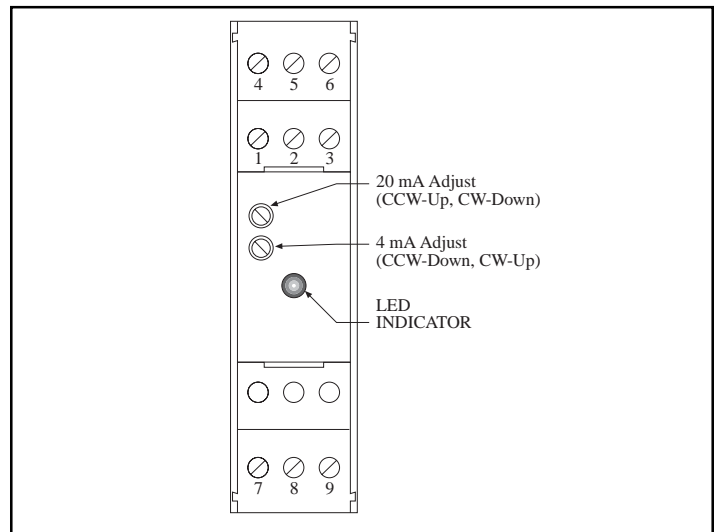 4 5 6
1 2 3
20 mA Adjust
(CCW-Up, CW-Down)
4 mA Adjust
(CCW-Down, CW-Up)
LED
INDICATOR
7 8 9